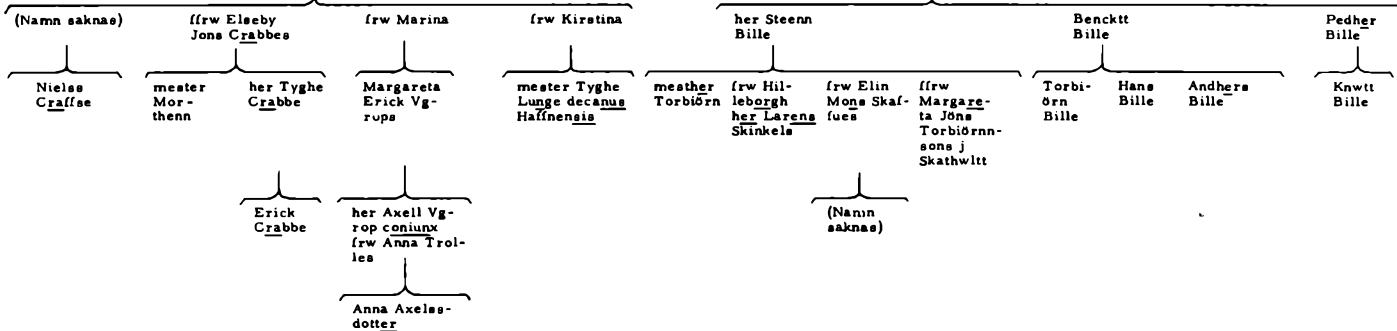 (Namn saknas)
ffrw Elseby
Jons Crabbes
frw Marina
frw Kirstina
her Steenn
Bille
Bencktt
Bille
Pedher
Bille
Nielss
Craffse
mester
Mor-
thenn
her Tyghe
Crabbe
Margareta
Erick Vg-
rups
mester Tyghe
Lunge decanus
Haffnensis
mesther
Torbiörn
frw Hil-
leborgh
her Larens
Skinkels
frw Elin
Mons Skaf-
fues
ffrw
Margare-
ta Jöns
Torbiörnn-
sons j
Skathwltt
Torbi-
örn
Bille
Hans
Bille
Andhers
Bille
Knwtt
Bille
Erick
Crabbe
her Axell Vg-
rop coniunx
frw Anna Trol-
les
(Namn
saknas)
Anna Axelss-
dotter